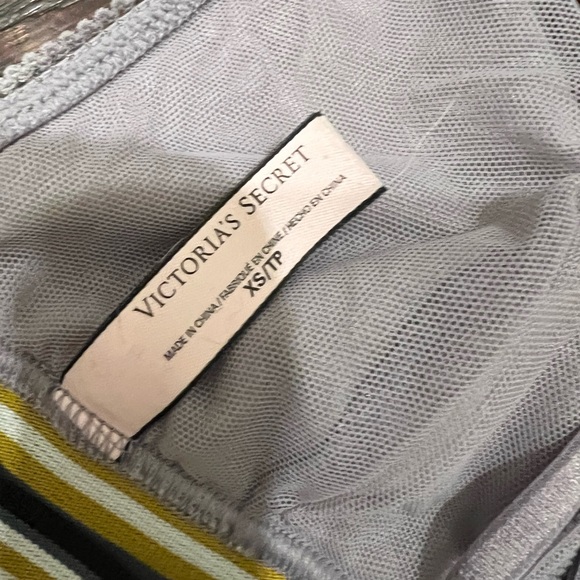 VICTORIA'S SECRET
MADE IN CHINA / FABRIQUÉ EN CHINE / HECHO EN CHINA
XS/TP